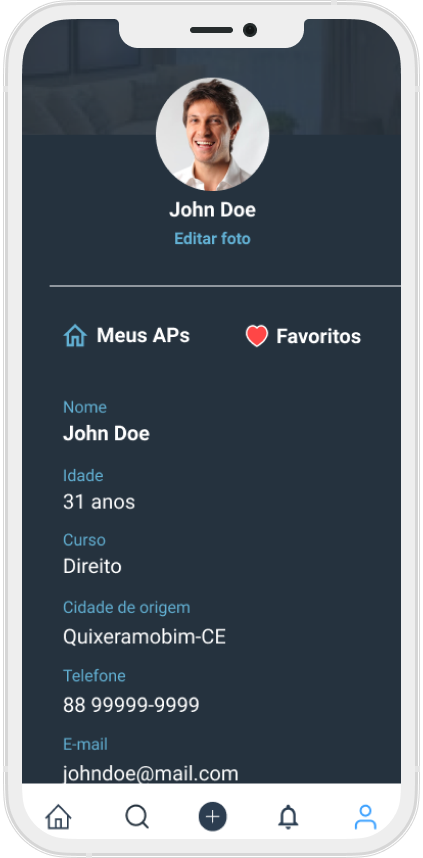 John Doe
Editar foto
Meus APs
Favoritos
Nome
John Doe
Idade
31 anos
Curso
Direito
Cidade de origem
Quixeramobim-CE
Telefone
88 99999-9999
E-mail
johndoe@mail.com